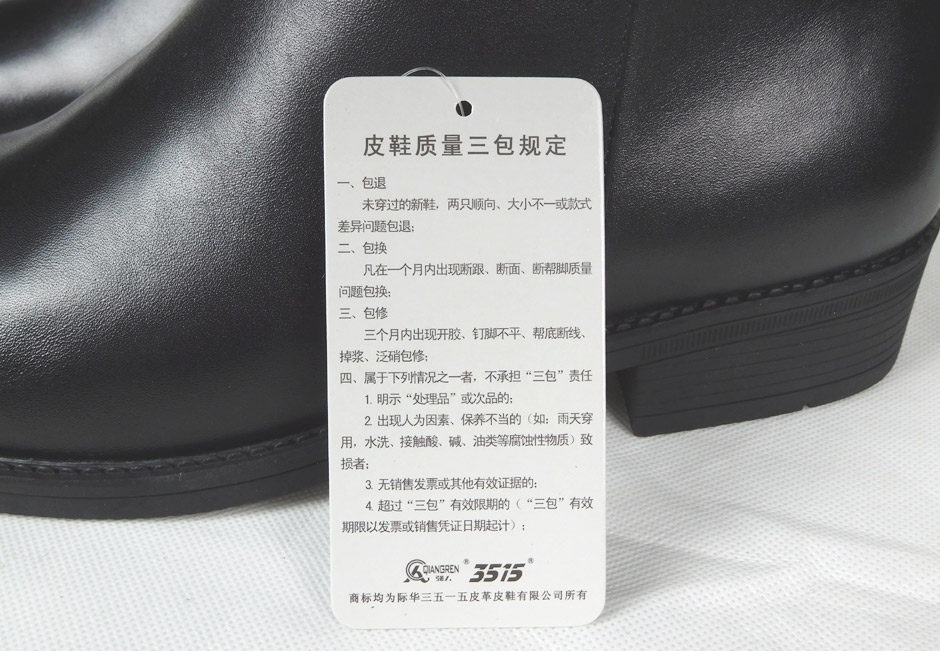 皮鞋质量三包规定
一、包退
未穿过的新鞋，两只顺向、大小不一或款式
差异问题包退；
二、包换
凡在一个月内出现断跟、断面、断帮脚质量
问题包换；
三、包修
三个月内出现开胶、钉脚不平、帮底断线、
掉浆、泛硝包修；
四、属于下列情况之一者，不承担“三包”责任
1. 明示“处理品”或次品的；
2. 出现人为因素、保养不当的（如：雨天穿
用，水洗、接触酸、碱、油类等腐蚀性物质）致
损者；
3. 无销售发票或其他有效证据的；
4. 超过“三包”有效限期的（“三包”有效
期限以发票或销售凭证日期起计）；
QIANGREN® 3515®
强人
商标均为际华三五一五皮革皮鞋有限公司所有